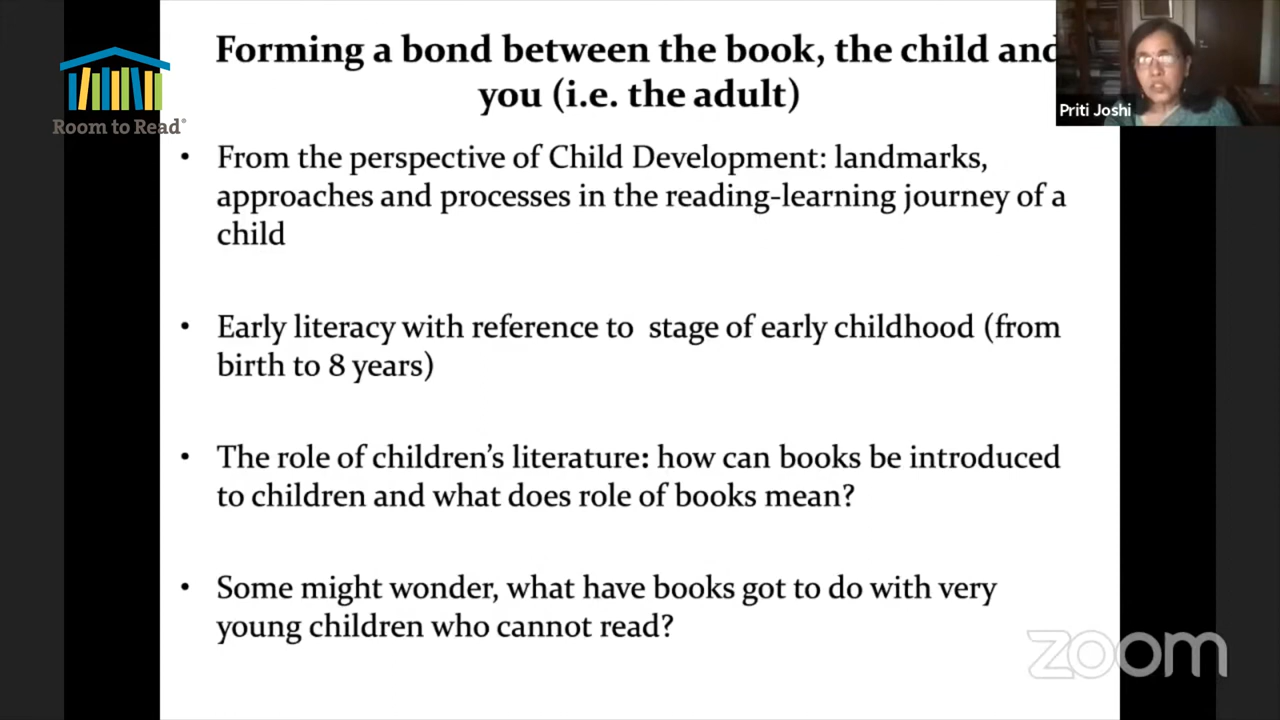 Forming a bond between the book, the child and
you (i.e. the adult)
Room to Read®
Priti Joshi
• From the perspective of Child Development: landmarks,
approaches and processes in the reading-learning journey of a
child
• Early literacy with reference to  stage of early childhood (from
birth to 8 years)
• The role of children’s literature: how can books be introduced
to children and what does role of books mean?
• Some might wonder, what have books got to do with very
young children who cannot read?
zoom